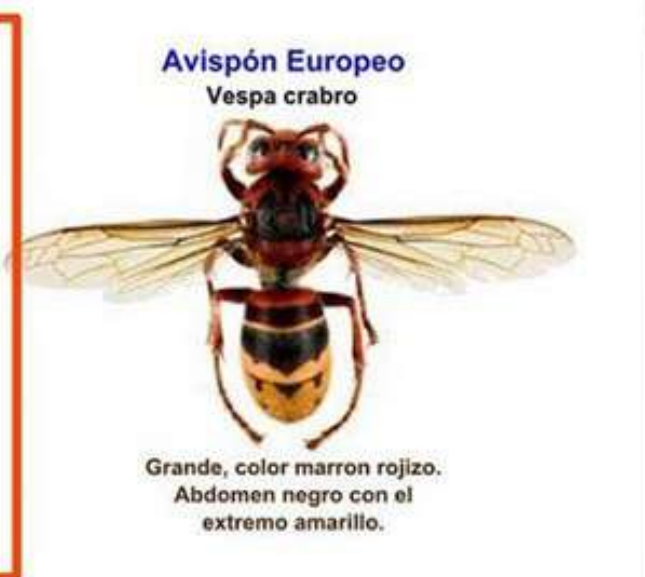 Avispón Europeo
Vespa crabro
Grande, color marron rojizo.
Abdomen negro con el
extremo amarillo.